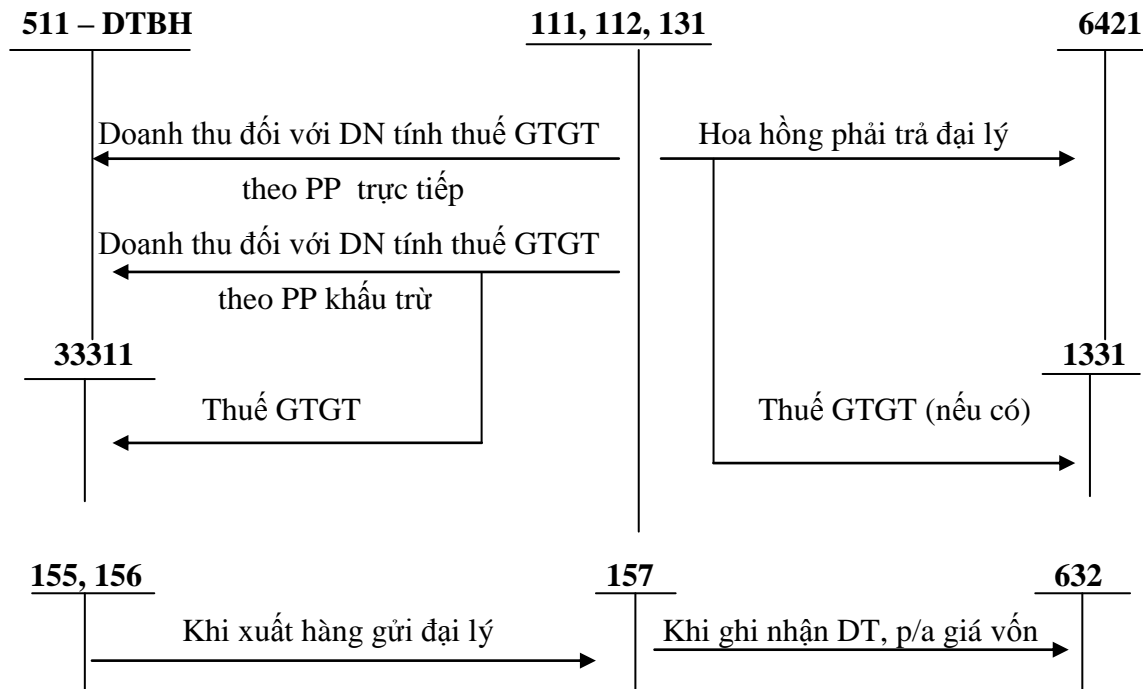 511 – DTBH
111, 112, 131
6421
Doanh thu đối với DN tính thuế GTGT
theo PP trực tiếp
Hoa hồng phải trả đại lý
Doanh thu đối với DN tính thuế GTGT
theo PP khấu trừ
33311
1331
Thuế GTGT
Thuế GTGT (nếu có)
155, 156
157
632
Khi xuất hàng gửi đại lý
Khi ghi nhận DT, p/a giá vốn